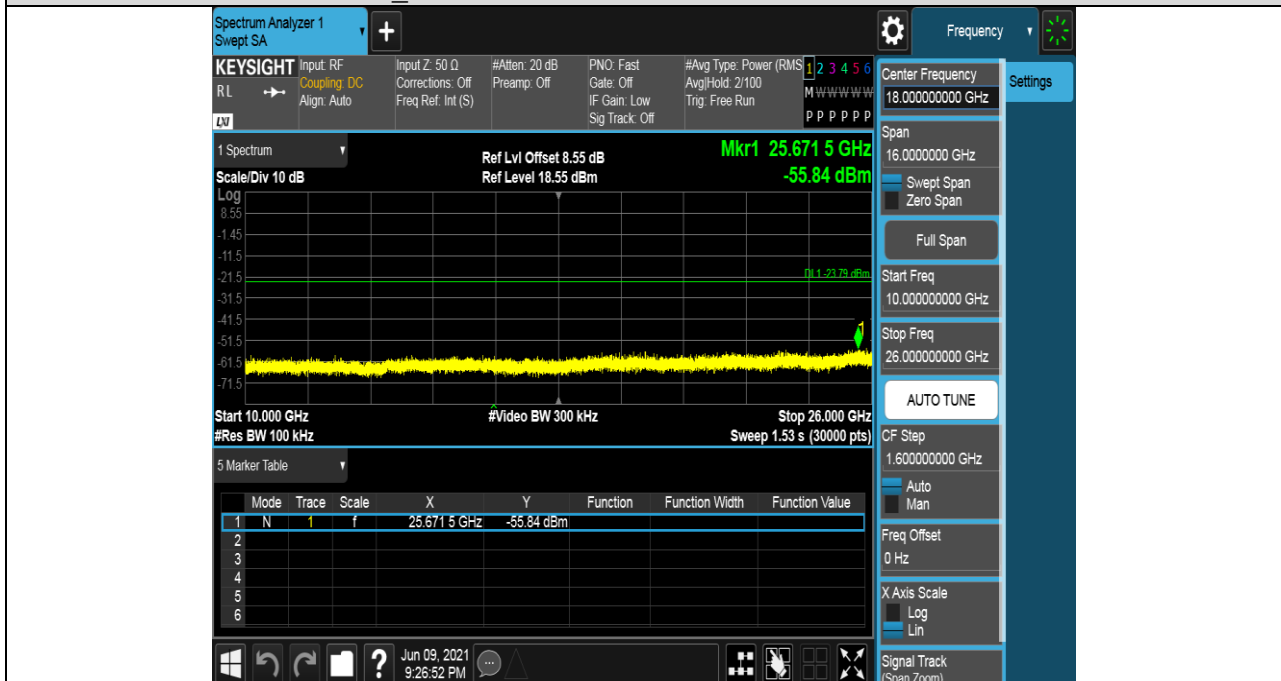 Spectrum Analyzer 1
Swept SA
+
Frequency
KEYSIGHT
RL
LXI
Input: RF
Coupling: DC
Align: Auto
Input Z: 50 Ω
Corrections: Off
Freq Ref: Int (S)
#Atten: 20 dB
Preamp: Off
PNO: Fast
Gate: Off
IF Gain: Low
Sig Track: Off
#Avg Type: Power (RMS
Avg|Hold: 2/100
Trig: Free Run
1 2 3 4 5 6
M W W W W W
P P P P P P
1 Spectrum
Scale/Div 10 dB
Ref Lvl Offset 8.55 dB
Ref Level 18.55 dBm
Mkr1 25.671 5 GHz
-55.84 dBm
Log
8.55
-1.45
-11.5
-21.5
-31.5
-41.5
-51.5
-61.5
-71.5
DL1 -23.79 dBm
1
Start 10.000 GHz
#Video BW 300 kHz
Stop 26.000 GHz
#Res BW 100 kHz
Sweep 1.53 s (30000 pts)
5 Marker Table
Mode Trace Scale X Y Function Function Width Function Value
1 N 1 f 25.671 5 GHz -55.84 dBm
2
3
4
5
6
?
Jun 09, 2021
9:26:52 PM
Center Frequency
18.000000000 GHz
Span
16.0000000 GHz
Swept Span
Zero Span
Full Span
Start Freq
10.000000000 GHz
Stop Freq
26.000000000 GHz
AUTO TUNE
CF Step
1.600000000 GHz
Auto
Man
Freq Offset
0 Hz
X Axis Scale
Log
Lin
Signal Track
(Span Zoom)
Settings